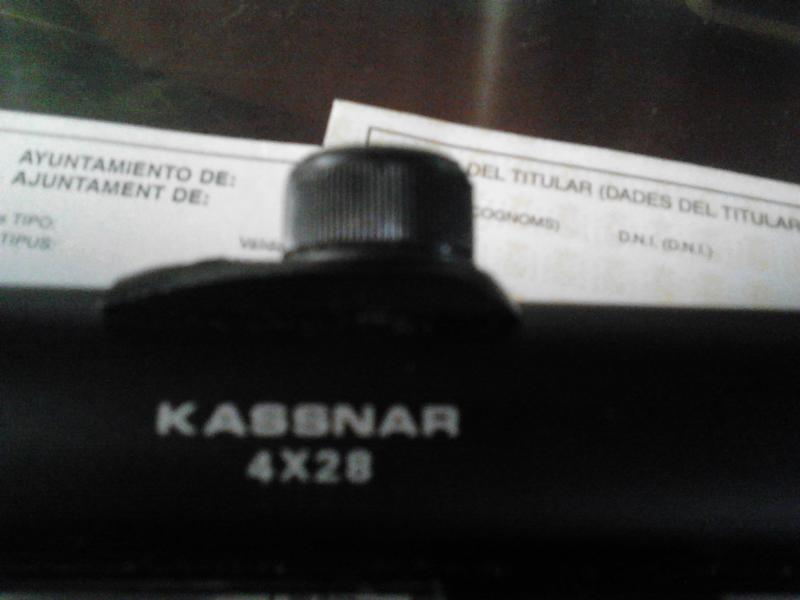 AYUNTAMIENTO DE:
AJUNTAMENT DE:
TIPO:
TIPUS:
DEL TITULAR (DADES DEL TITULAR
COGNOMS)
D.N.I. (D.N.I.)
KASSNAR
4X28